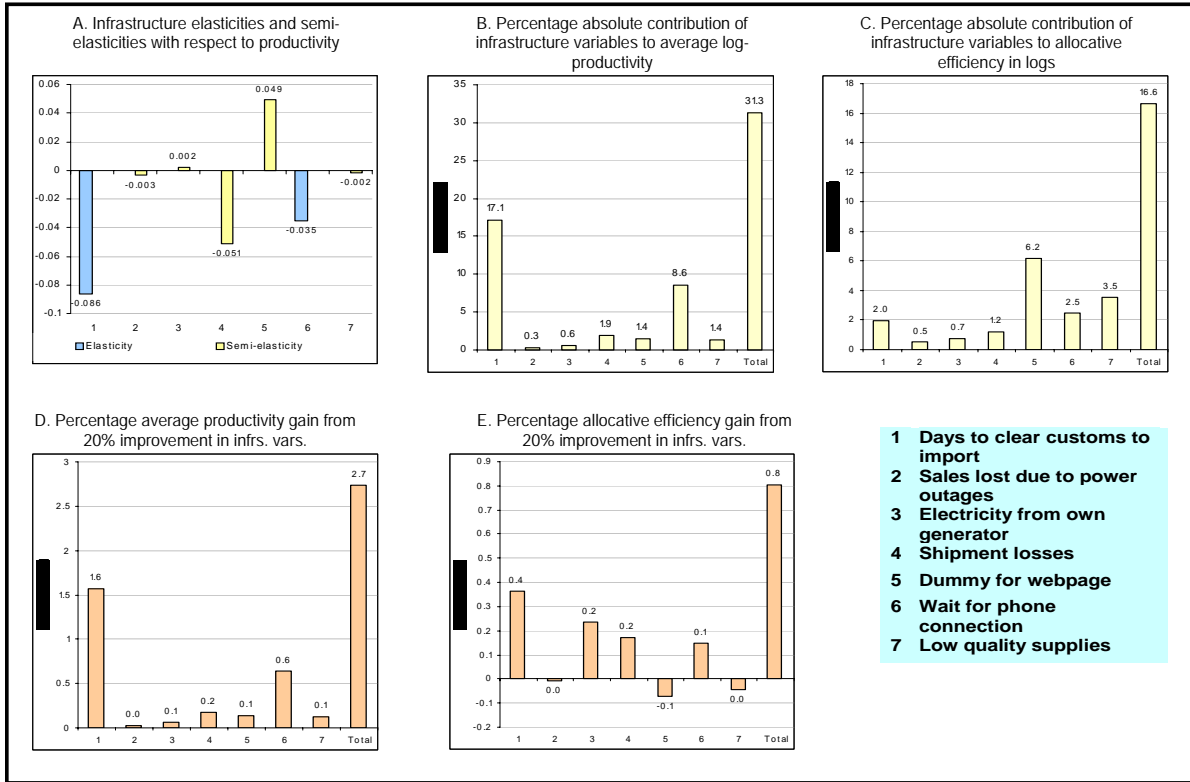 A. Infrastructure elasticities and semi-
elasticities with respect to productivity
0.06
0.04
0.02
0
-0.02
-0.04
-0.06
-0.08
-0.1
-0.086
-0.003
0.002
-0.051
0.049
-0.035
-0.002
1 2 3 4 5 6 7
Elasticity Semi-elasticity
B. Percentage absolute contribution of
infrastructure variables to average log-
productivity
35
30
25
20
15
10
5
0
17.1
0.3
0.6
1.9
1.4
8.6
1.4
31.3
1 2 3 4 5 6 7 Total
C. Percentage absolute contribution of
infrastructure variables to allocative
efficiency in logs
18
16
14
12
10
8
6
4
2
0
2.0
0.5
0.7
1.2
6.2
2.5
3.5
16.6
1 2 3 4 5 6 7 Total
D. Percentage average productivity gain from
20% improvement in infrs. vars.
3
2.5
2
1.5
1
0.5
0
1.6
0.0
0.1
0.2
0.1
0.6
0.1
2.7
1 2 3 4 5 6 7 Total
E. Percentage allocative efficiency gain from
20% improvement in infrs. vars.
0.9
0.8
0.7
0.6
0.5
0.4
0.3
0.2
0.1
0
-0.1
-0.2
0.4
0.0
0.2
0.2
-0.1
0.1
0.0
0.8
1 2 3 4 5 6 7 Total
1 Days to clear customs to
import
2 Sales lost due to power
outages
3 Electricity from own
generator
4 Shipment losses
5 Dummy for webpage
6 Wait for phone
connection
7 Low quality supplies